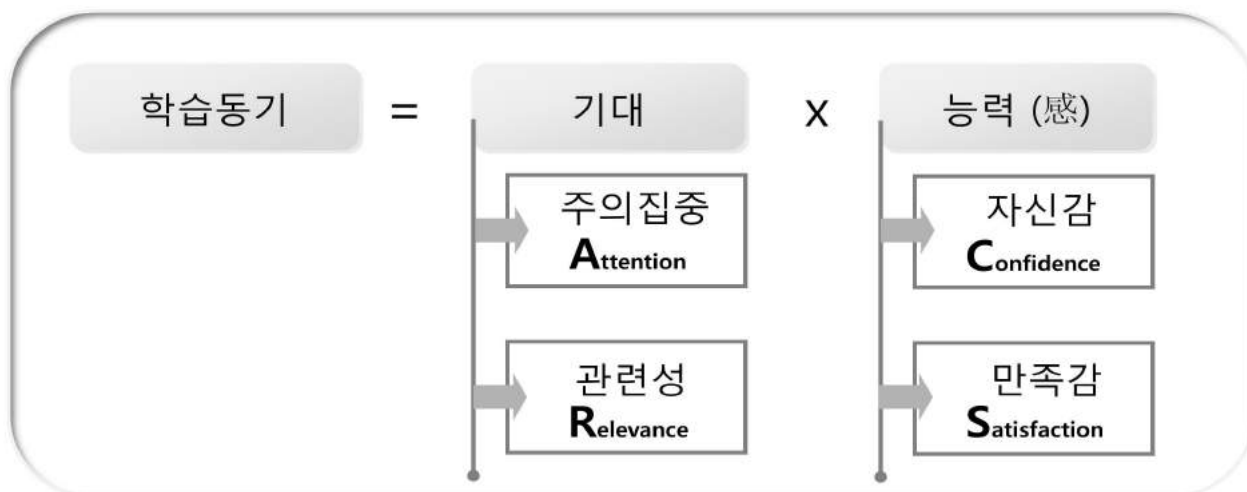 학습동기 = 기대 x 능력 (感)
주의집중
Attention
자신감
Confidence
관련성
Relevance
만족감
Satisfaction